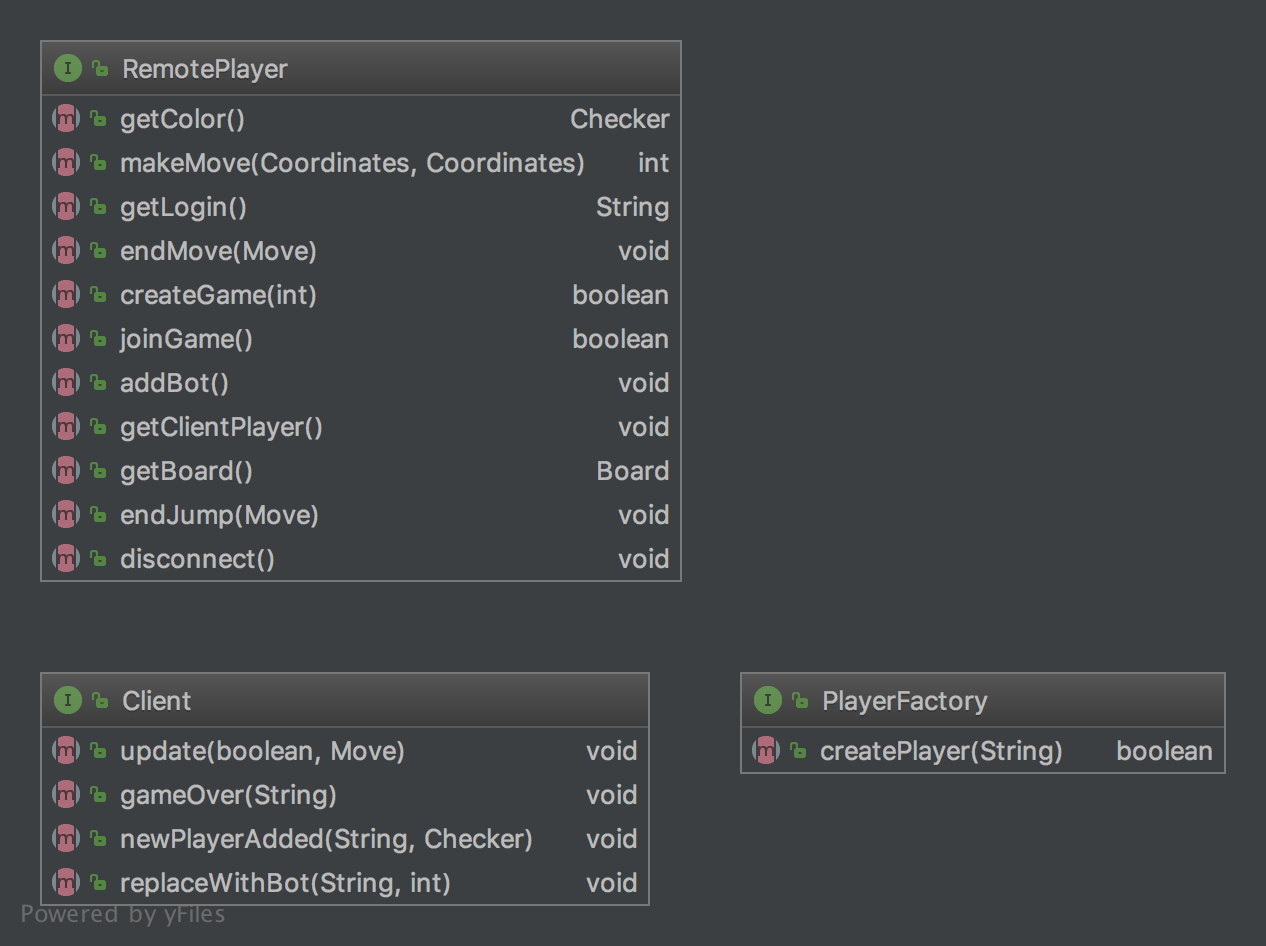 RemotePlayer
getColor() Checker
makeMove(Coordinates, Coordinates) int
getLogin() String
endMove(Move) void
createGame(int) boolean
joinGame() boolean
addBot() void
getClientPlayer() void
getBoard() Board
endJump(Move) void
disconnect() void
Client
update(boolean, Move) void
gameOver(String) void
newPlayerAdded(String, Checker) void
replaceWithBot(String, int) void
PlayerFactory
createPlayer(String) boolean
Powered by yFiles